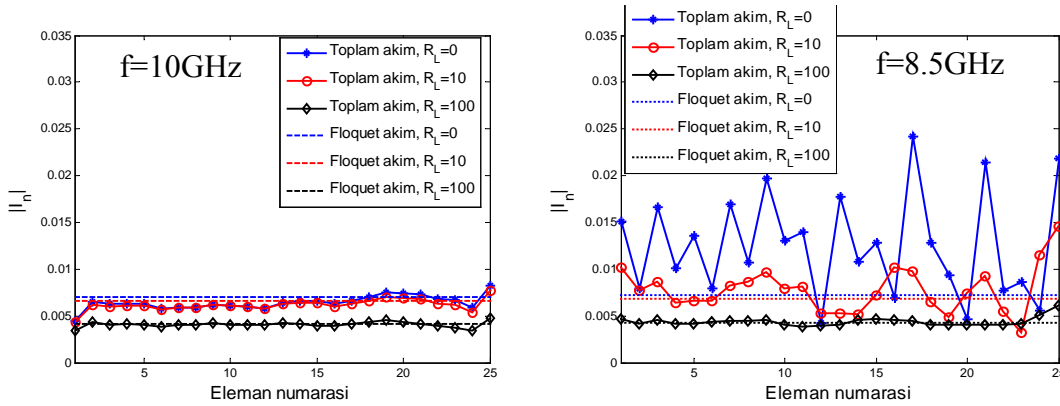 0.035
0.03
0.025
0.02
0.015
0.01
0.005
0
|I_n|
f=10GHz
Toplam akim, R_L=0
Toplam akim, R_L=10
Toplam akim, R_L=100
Floquet akim, R_L=0
Floquet akim, R_L=10
Floquet akim, R_L=100
5 10 15 20 25
Eleman numarasi
0.035
0.03
0.025
0.02
0.015
0.01
0.005
0
|I_n|
Toplam akim, R_L=0
Toplam akim, R_L=10
Toplam akim, R_L=100
Floquet akim, R_L=0
Floquet akim, R_L=10
Floquet akim, R_L=100
f=8.5GHz
5 10 15 20 25
Eleman numarasi